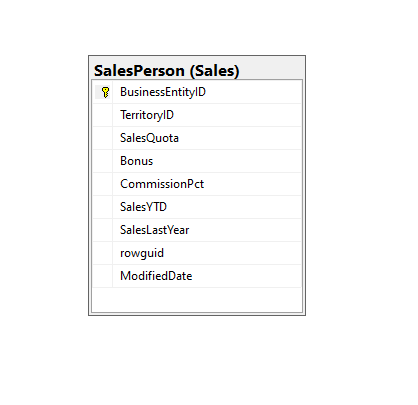 SalesPerson (Sales)
BusinessEntityID
TerritoryID
SalesQuota
Bonus
CommissionPct
SalesYTD
SalesLastYear
rowguid
ModifiedDate